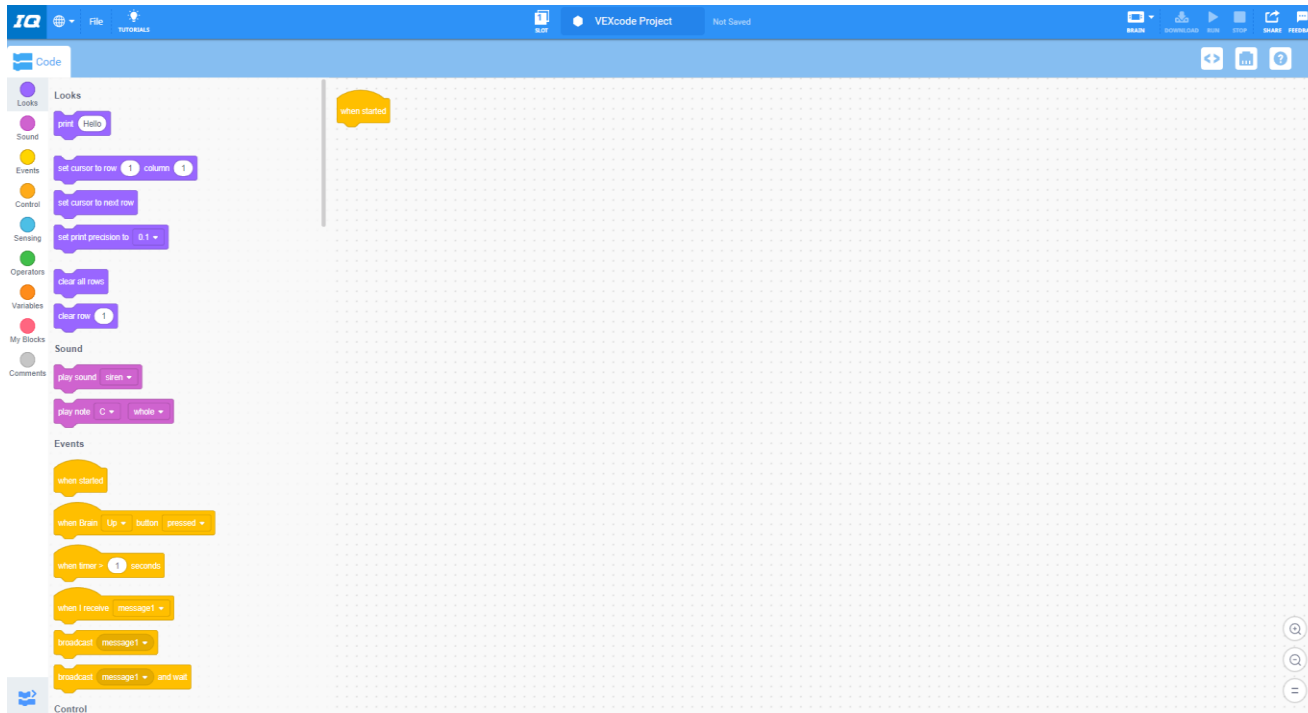 IQ File TUTORIALS 1 SLOT VEXcode Project Not Saved BRAIN DOWNLOAD RUN STOP SHARE
Code
Looks
Sound
Events
Control
Sensing
Operators
Variables
My Blocks
Comments
Looks
print Hello
set cursor to row 1 column 1
set cursor to next row
set print precision to 0.1
clear all rows
clear row 1
Sound
play sound siren
play note C whole
Events
when started
when Brain Up button pressed
when timer > 1 seconds
when I receive message1
broadcast message1
broadcast message1 and wait
Control
when started